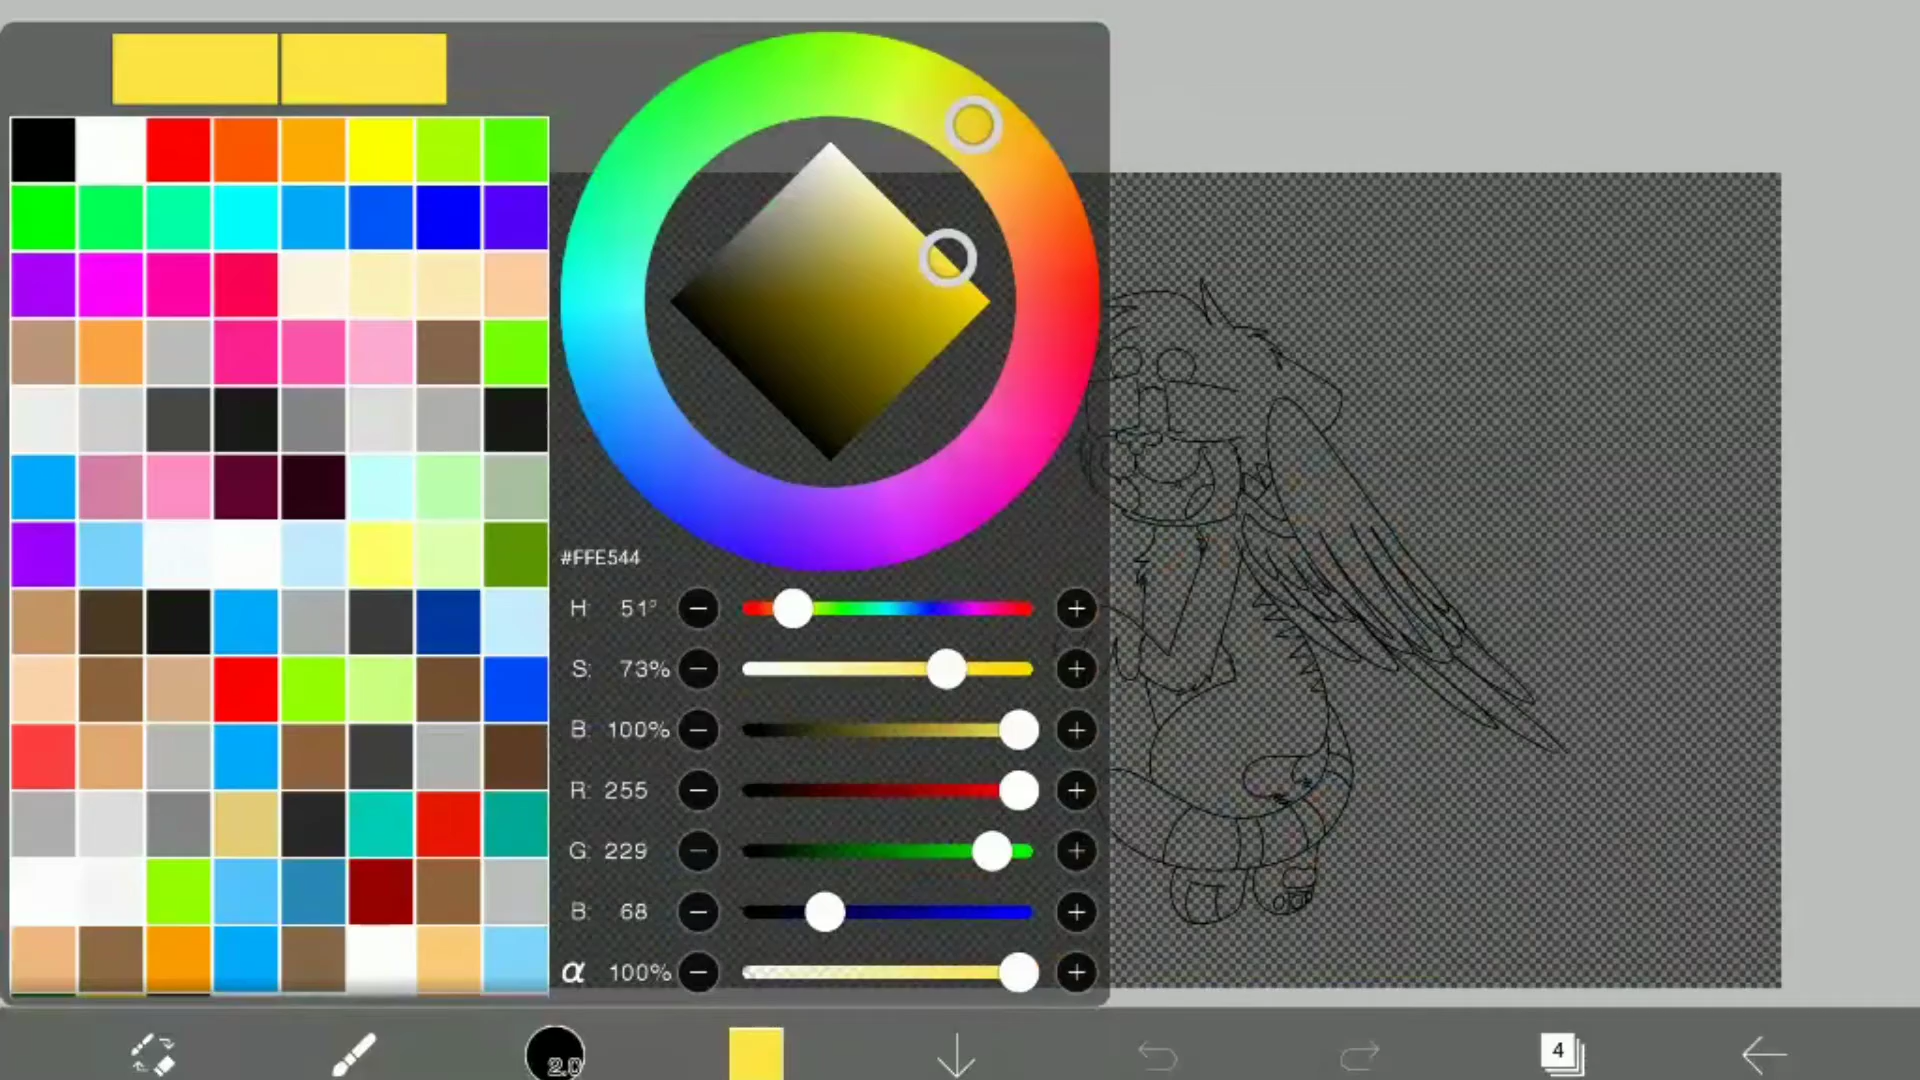 #FFE544
H: 51°
S: 73%
B: 100%
R: 255
G: 229
B: 68
α 100%
2.0
4